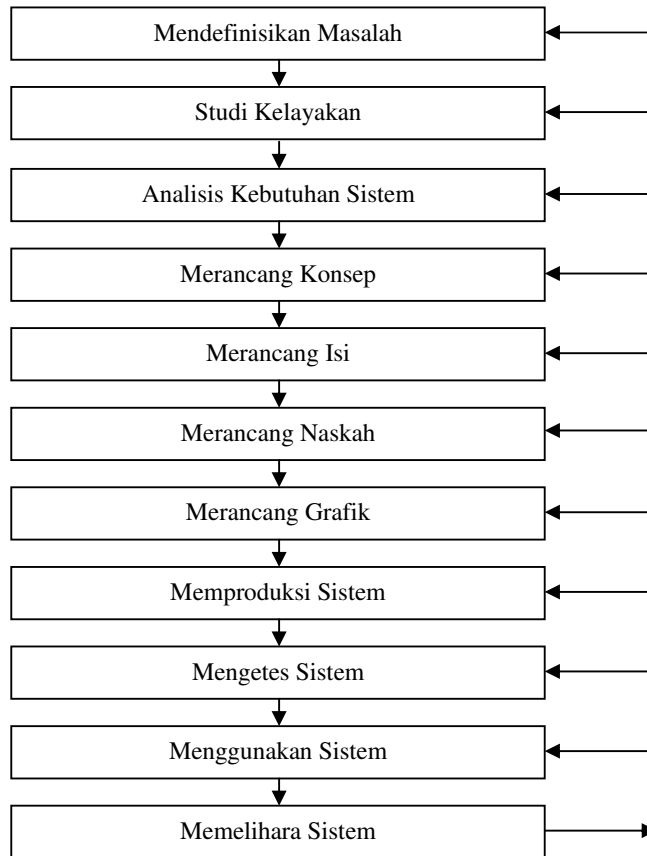 Mendefinisikan Masalah
Studi Kelayakan
Analisis Kebutuhan Sistem
Merancang Konsep
Merancang Isi
Merancang Naskah
Merancang Grafik
Memproduksi Sistem
Mengetes Sistem
Menggunakan Sistem
Memelihara Sistem